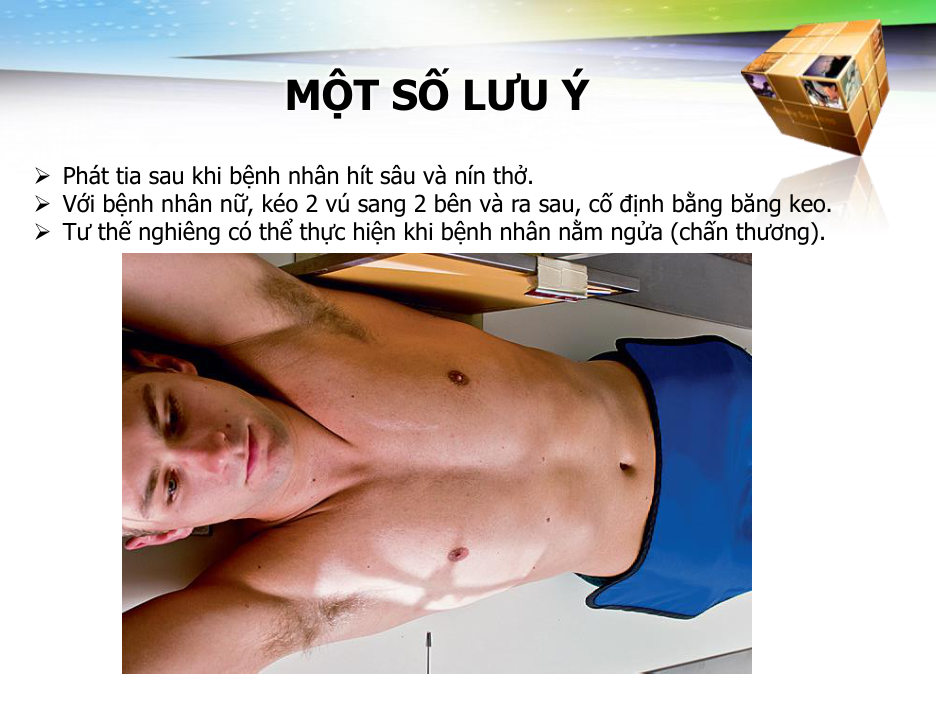 MỘT SỐ LƯU Ý
Phát tia sau khi bệnh nhân hít sâu và nín thở.
Với bệnh nhân nữ, kéo 2 vú sang 2 bên và ra sau, cố định bằng băng keo.
Tư thế nghiêng có thể thực hiện khi bệnh nhân nằm ngửa (chấn thương).